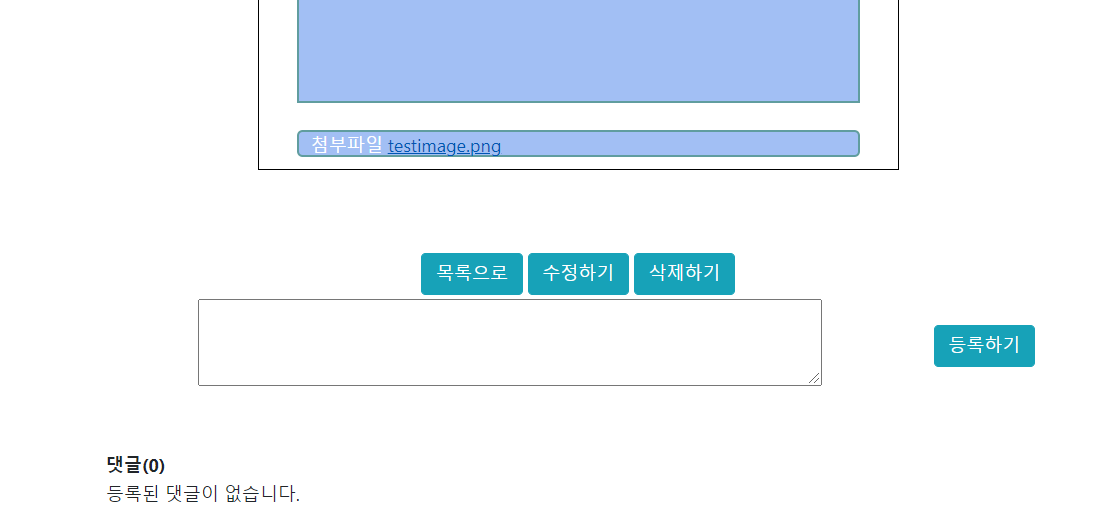 첨부파일 testimage.png
목록으로 수정하기 삭제하기
등록하기
댓글(0)
등록된 댓글이 없습니다.